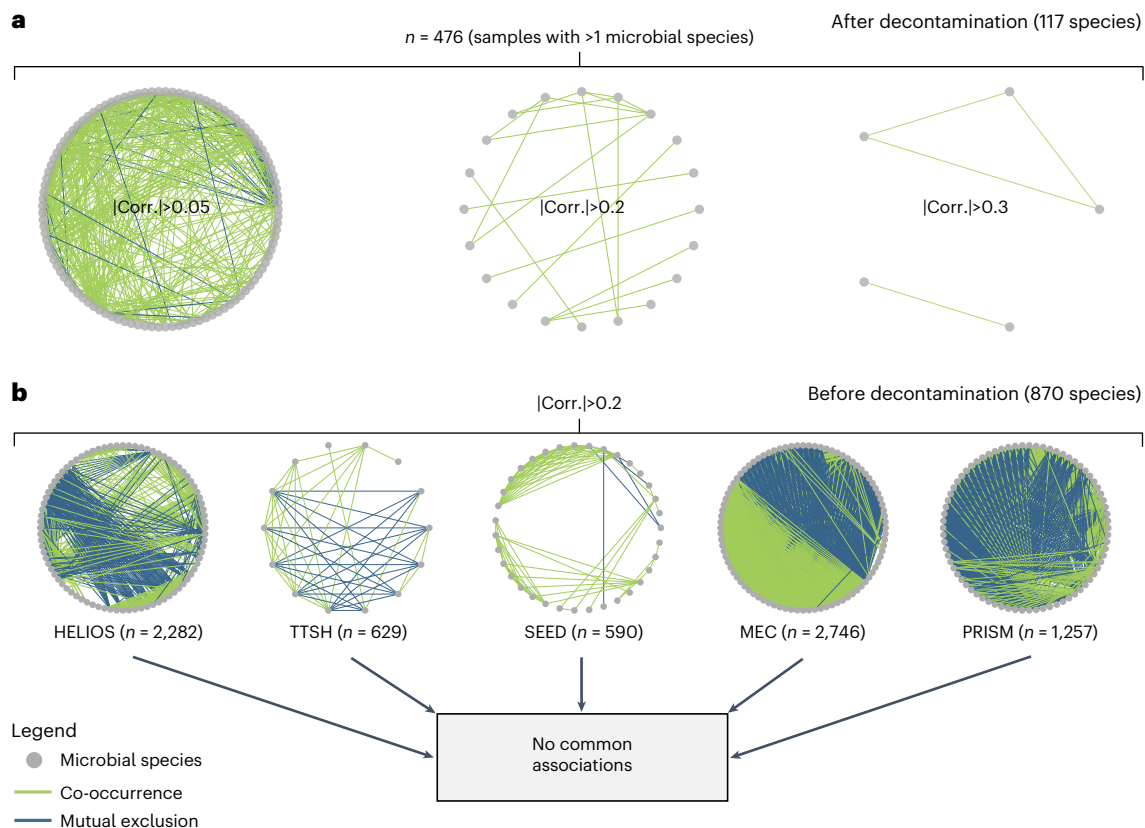 a
After decontamination (117 species)
n = 476 (samples with >1 microbial species)
|Corr.|>0.05
|Corr.|>0.2
|Corr.|>0.3
b
Before decontamination (870 species)
|Corr.|>0.2
HELIOS (n = 2,282)
TTSH (n = 629)
SEED (n = 590)
MEC (n = 2,746)
PRISM (n = 1,257)
No common
associations
Legend
Microbial species
Co-occurrence
Mutual exclusion